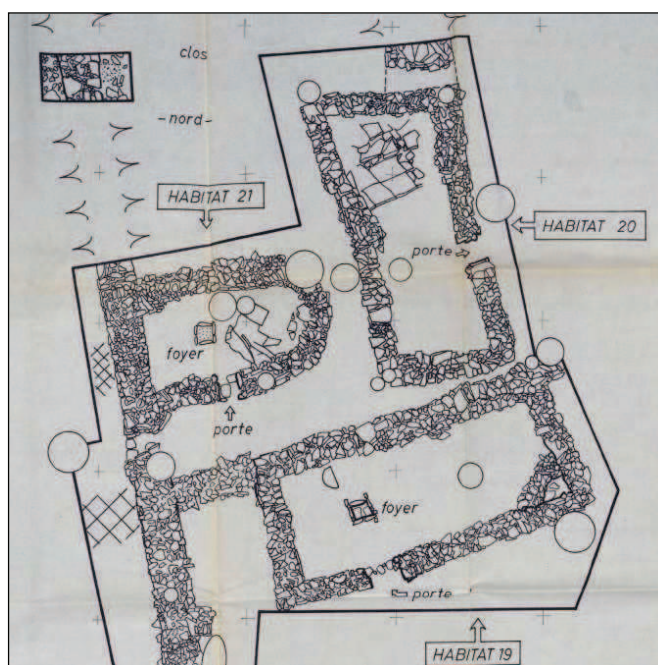 clos
-nord-
HABITAT 21
HABITAT 20
porte
foyer
porte
foyer
porte
HABITAT 19